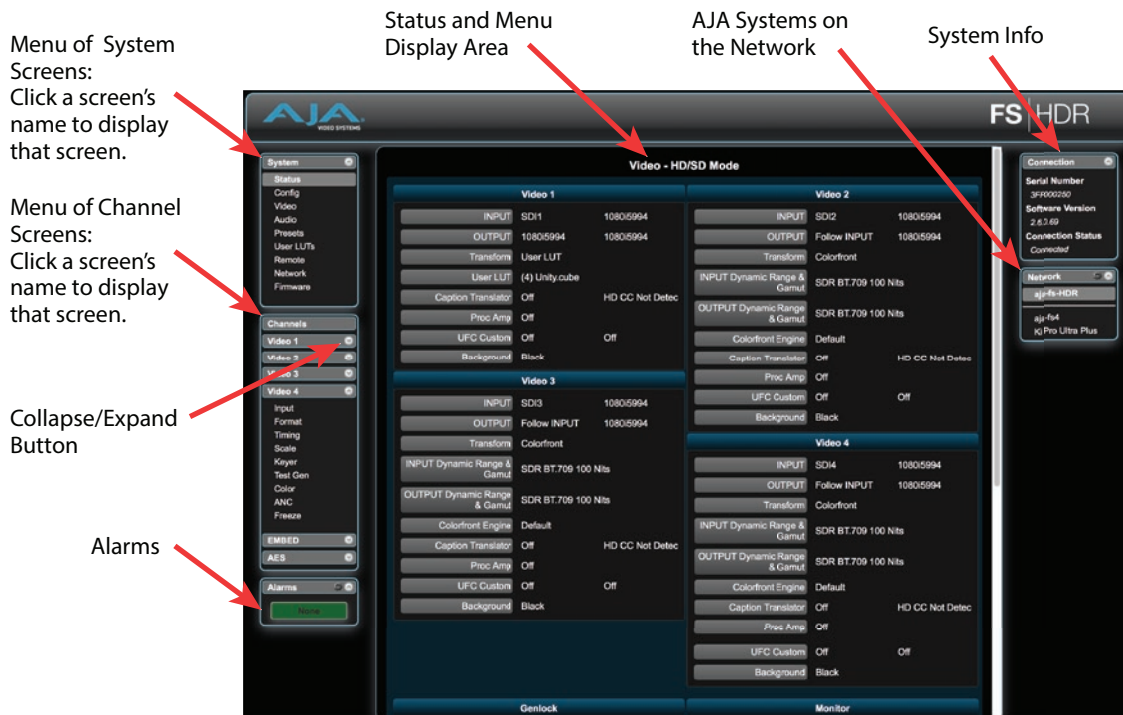 Menu of System
Screens:
Click a screen's
name to display
that screen.
Menu of Channel
Screens:
Click a screen's
name to display
that screen.
Collapse/Expand
Button
Alarms
Status and Menu
Display Area
AJA Systems on
the Network
System Info
AJA
VIDEO SYSTEMS
FS|HDR
System
Status
Config
Video
Audio
Presets
User LUTs
Remote
Network
Firmware
Channels
Video 1
Video 2
Video 3
Video 4
Input
Format
Timing
Scale
Keyer
Test Gen
Color
ANC
Freeze
EMBED
AES
Alarms
None
Video - HD/SD Mode
Video 1
INPUT SDI1 1080i5994
OUTPUT 1080i5994 1080i5994
Transform User LUT
User LUT (4) Unity.cube
Caption Translator Off HD CC Not Detec
Proc Amp Off
UFC Custom Off Off
Background Black
Video 2
INPUT SDI2 1080i5994
OUTPUT Follow INPUT 1080i5994
Transform Colorfront
INPUT Dynamic Range &
Gamut SDR BT.709 100 Nits
OUTPUT Dynamic Range
& Gamut SDR BT.709 100 Nits
Colorfront Engine Default
Caption Translator Off HD CC Not Detec
Proc Amp Off
UFC Custom Off Off
Background Black
Video 3
INPUT SDI3 1080i5994
OUTPUT Follow INPUT 1080i5994
Transform Colorfront
INPUT Dynamic Range &
Gamut SDR BT.709 100 Nits
OUTPUT Dynamic Range
& Gamut SDR BT.709 100 Nits
Colorfront Engine Default
Caption Translator Off HD CC Not Detec
Proc Amp Off
UFC Custom Off Off
Background Black
Video 4
INPUT SDI4 1080i5994
OUTPUT Follow INPUT 1080i5994
Transform Colorfront
INPUT Dynamic Range &
Gamut SDR BT.709 100 Nits
OUTPUT Dynamic Range
& Gamut SDR BT.709 100 Nits
Colorfront Engine Default
Caption Translator Off HD CC Not Detec
Proc Amp Off
UFC Custom Off Off
Background Black
Genlock
Monitor
Connection
Serial Number
3FR000250
Software Version
2.5.3.69
Connection Status
Connected
Network
aja-fs-HDR
aja-fs4
Ki Pro Ultra Plus